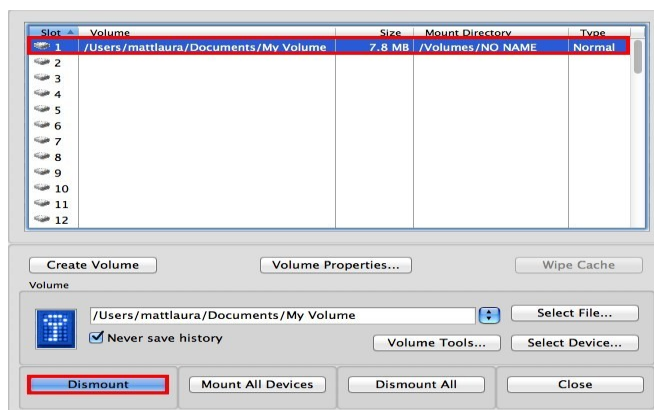 Slot Volume Size Mount Directory Type
1 /Users/mattlaura/Documents/My Volume 7.8 MB /Volumes/NO NAME Normal
2
3
4
5
6
7
8
9
10
11
12
Create Volume Volume Properties... Wipe Cache
Volume
/Users/mattlaura/Documents/My Volume Select File...
Never save history Volume Tools... Select Device...
Dismount Mount All Devices Dismount All Close